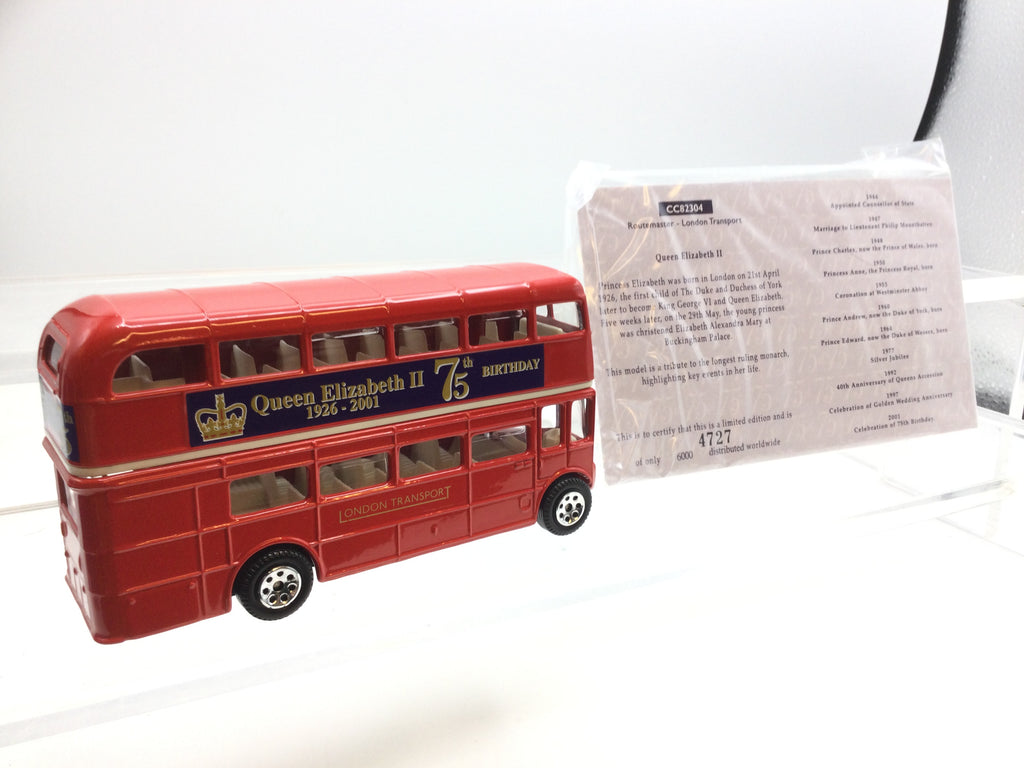 Queen Elizabeth II
1926 - 2001
75th
BIRTHDAY
LONDON TRANSPORT
CC82304
Routemaster - London Transport
Queen Elizabeth II
Princess Elizabeth was born in London on 21st April
1926, the first child of The Duke and Duchess of York
later to become King George VI and Queen Elizabeth.
Five weeks later, on the 29th May, the young princess
was christened Elizabeth Alexandra Mary at
Buckingham Palace.
This model is a tribute to the longest ruling monarch,
highlighting key events in her life.
This is to certify that this is a limited edition and is
4727
of only 6000 distributed worldwide
1944
Appointed Counsellor of State
1947
Marriage to Lieutenant Philip Mountbatten
1948
Prince Charles, now the Prince of Wales, born
1950
Princess Anne, the Princess Royal, born
1953
Coronation at Westminster Abbey
1960
Prince Andrew, now the Duke of York, born
1964
Prince Edward, now the Duke of Wessex, born
1977
Silver Jubilee
1992
40th Anniversary of Queens Accession
1997
Celebration of Golden Wedding Anniversary
2001
Celebration of 75th Birthday